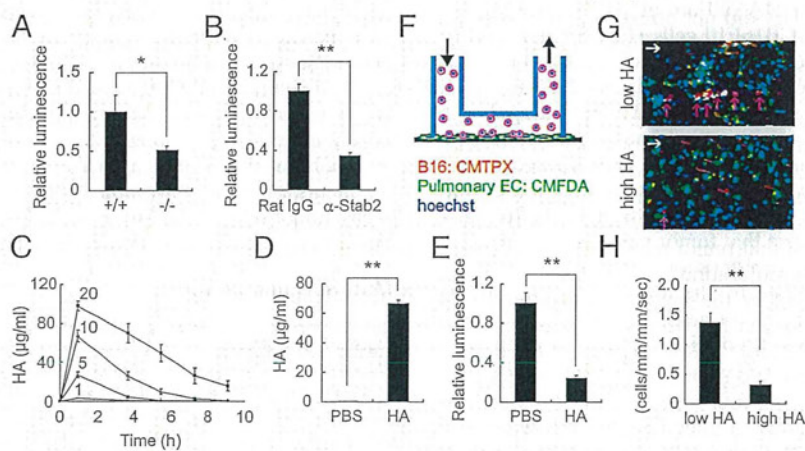 A
Relative luminescence
1.5
1.0
0.5
0
*
+/+ -/-
B
Relative luminescence
1.2
0.8
0.4
0
**
Rat IgG α-Stab2
C
HA (µg/ml)
120
80
40
0
20
10
5
1
0 2 4 6 8 10
Time (h)
D
HA (µg/ml)
80
60
40
20
0
**
PBS HA
E
Relative luminescence
1.2
0.8
0.4
0
**
PBS HA
F
B16: CMTPX
Pulmonary EC: CMFDA
hoechst
G
low HA
high HA
H
(cells/mm/mm/sec)
2.0
1.5
1.0
0.5
0
**
low HA high HA